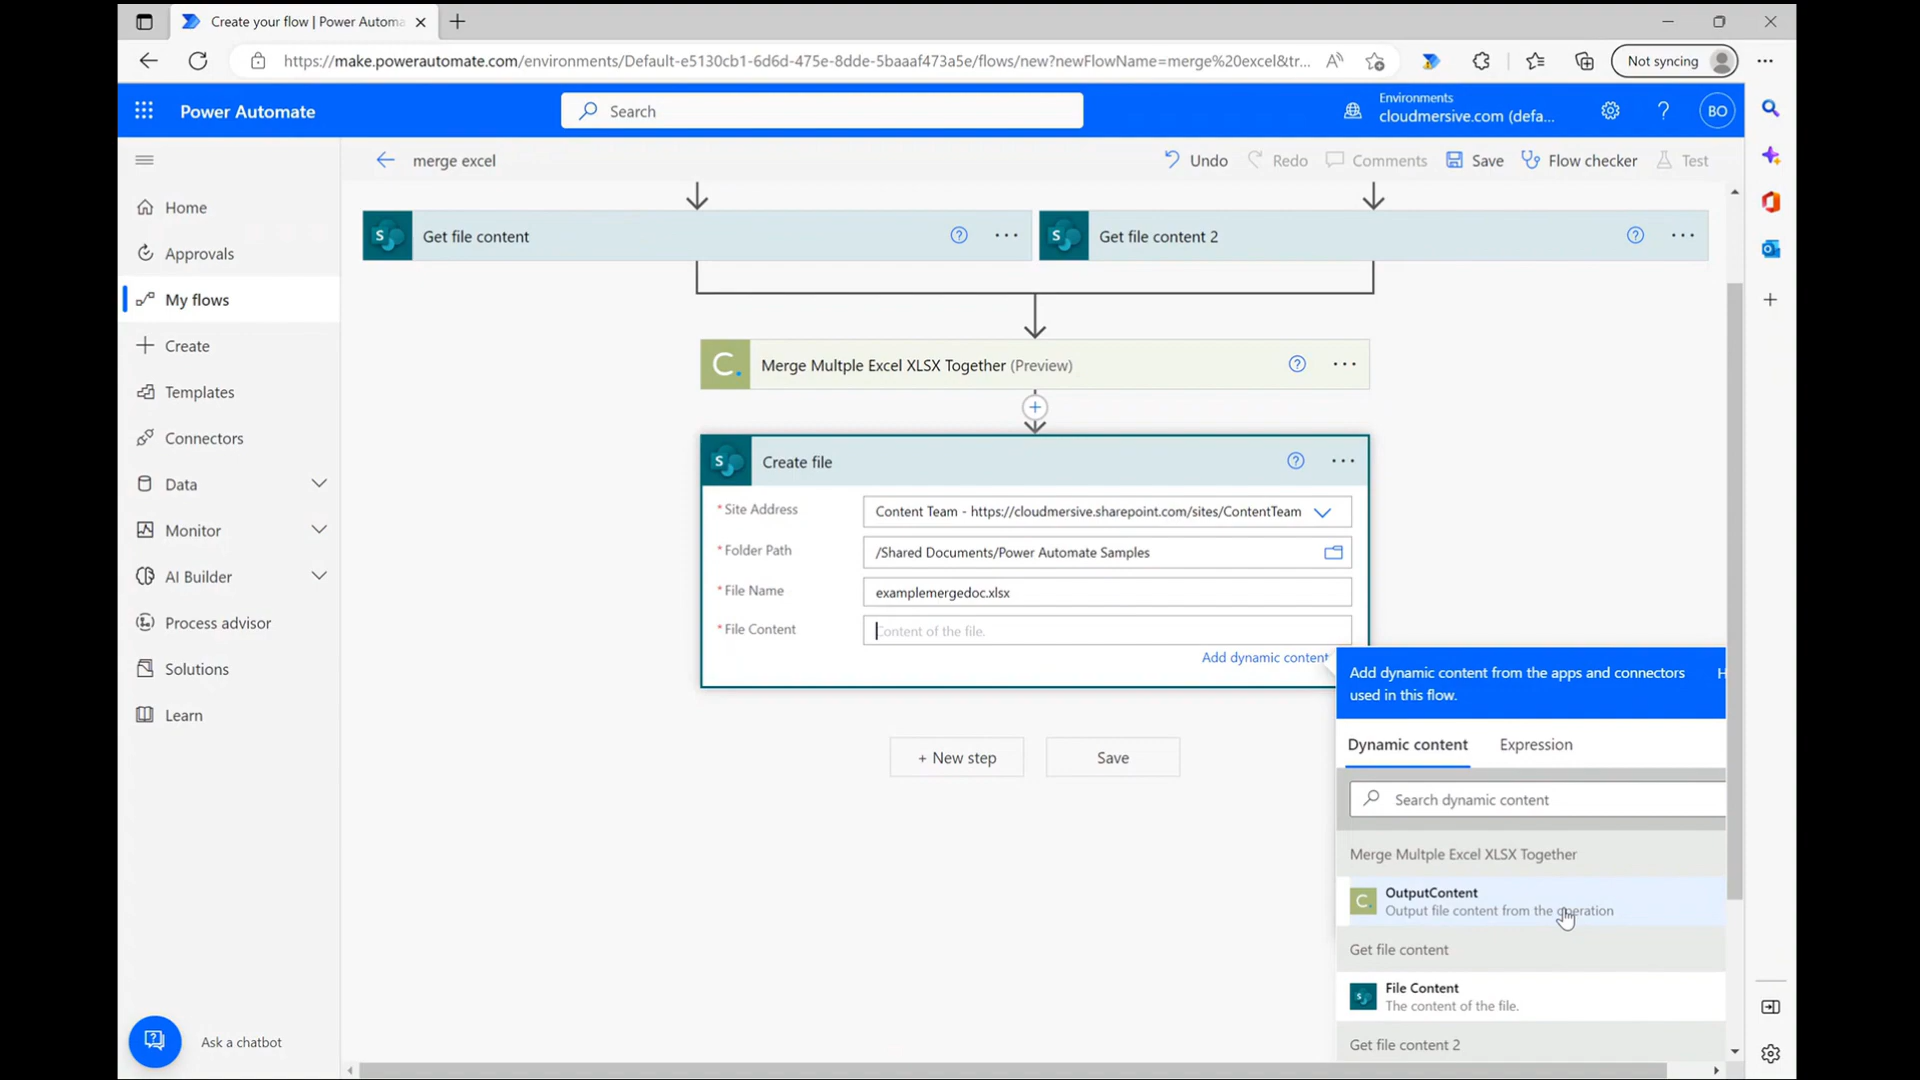 Create your flow | Power Automa
https://make.powerautomate.com/environments/Default-e5130cb1-6d6d-475e-8dde-5baaaf473a5e/flows/new?newFlowName=merge%20excel&tr...
Not syncing
Power Automate
Search
Environments
cloudmersive.com (defa...
BO
merge excel
Undo
Redo
Comments
Save
Flow checker
Test
Home
Approvals
My flows
Create
Templates
Connectors
Data
Monitor
AI Builder
Process advisor
Solutions
Learn
Ask a chatbot
Get file content
Get file content 2
Merge Multple Excel XLSX Together (Preview)
Create file
* Site Address
Content Team - https://cloudmersive.sharepoint.com/sites/ContentTeam
* Folder Path
/Shared Documents/Power Automate Samples
* File Name
examplemergedoc.xlsx
* File Content
Content of the file.
Add dynamic content
+ New step
Save
Add dynamic content from the apps and connectors
used in this flow.
H
Dynamic content
Expression
Search dynamic content
Merge Multple Excel XLSX Together
OutputContent
Output file content from the operation
Get file content
File Content
The content of the file.
Get file content 2